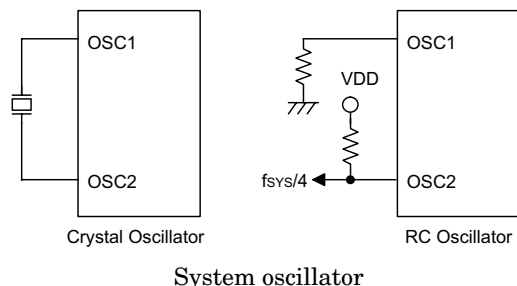 OSC1
OSC2
Crystal Oscillator
OSC1
VDD
fSYS/4
OSC2
RC Oscillator
System oscillator